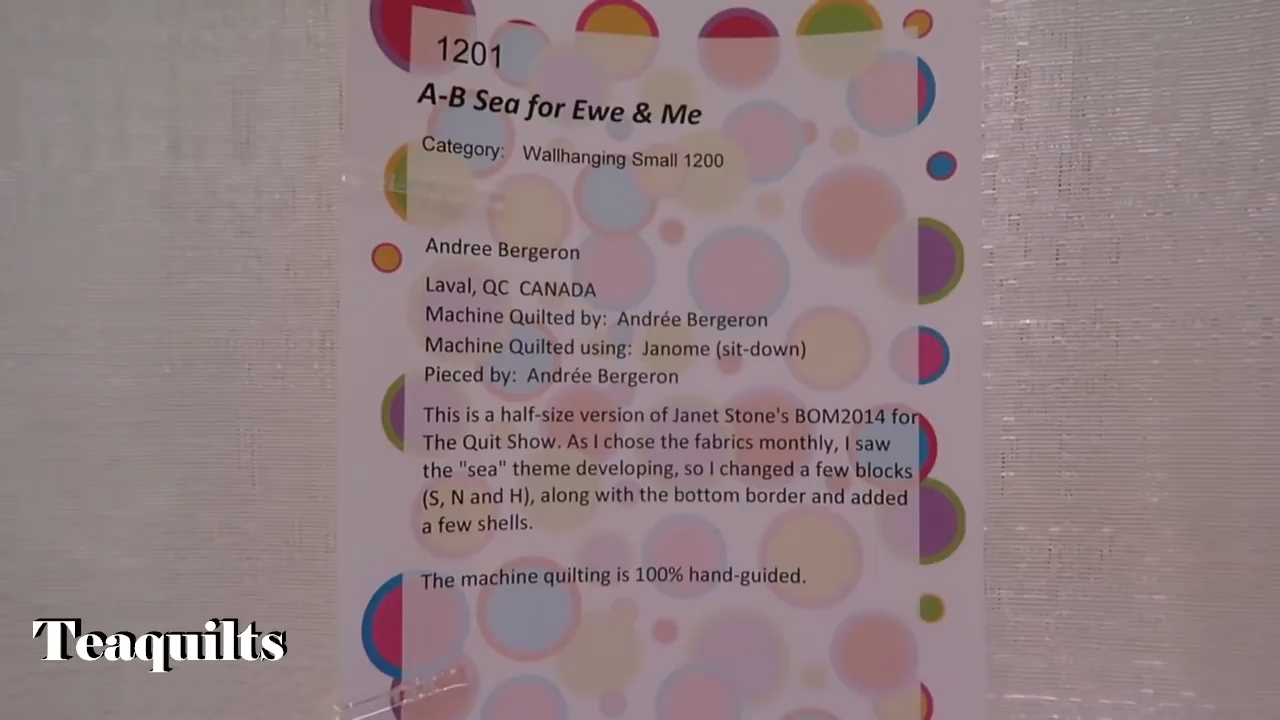 1201
A-B Sea for Ewe & Me
Category: Wallhanging Small 1200
Andree Bergeron
Laval, QC CANADA
Machine Quilted by: Andrée Bergeron
Machine Quilted using: Janome (sit-down)
Pieced by: Andrée Bergeron
This is a half-size version of Janet Stone's BOM2014 for
The Quit Show. As I chose the fabrics monthly, I saw
the "sea" theme developing, so I changed a few blocks
(S, N and H), along with the bottom border and added
a few shells.
The machine quilting is 100% hand-guided.
Teaquilts